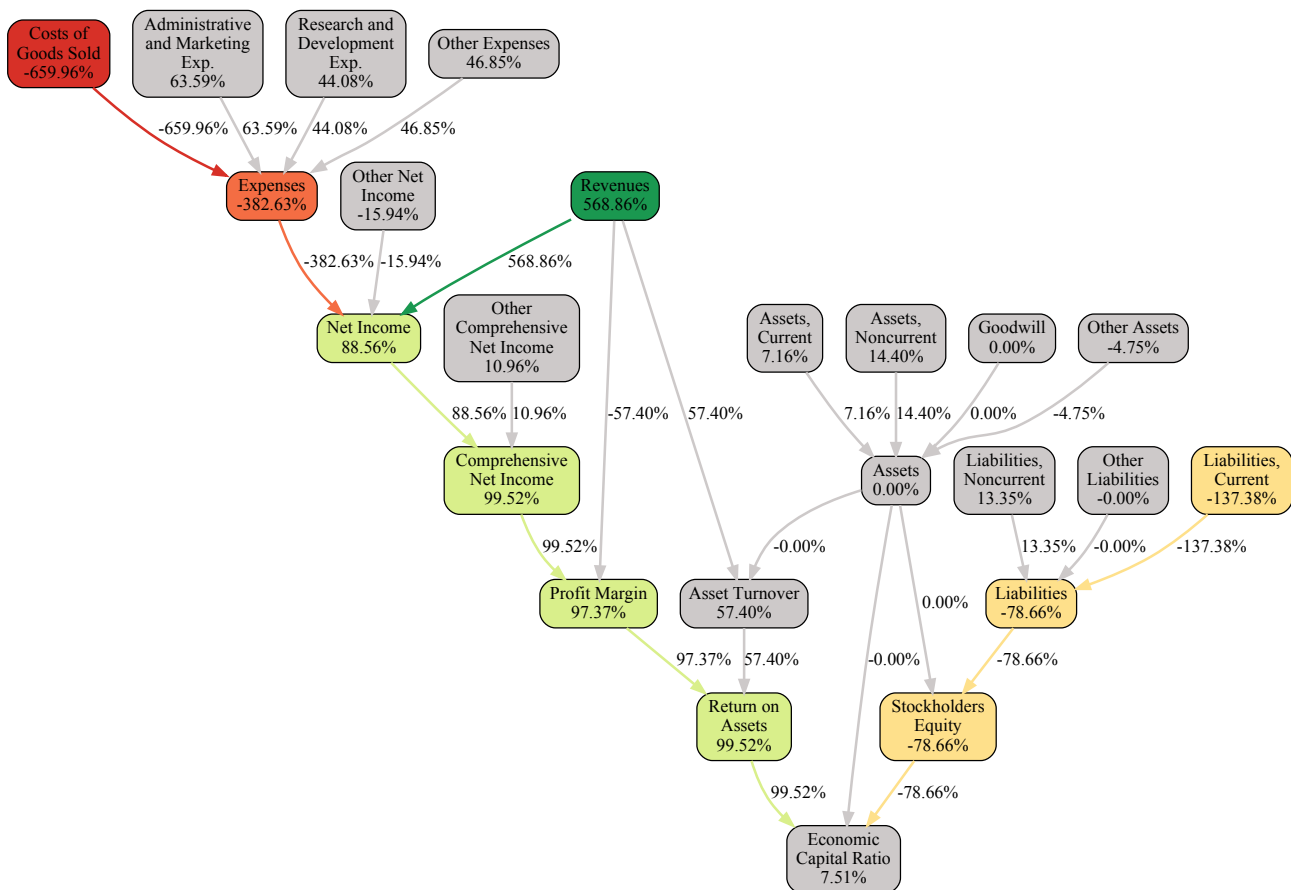 Costs of
Goods Sold
-659.96%
Administrative
and Marketing
Exp.
63.59%
Research and
Development
Exp.
44.08%
Other Expenses
46.85%
-659.96%
63.59%
44.08%
46.85%
Expenses
-382.63%
Other Net
Income
-15.94%
Revenues
568.86%
-382.63%
-15.94%
568.86%
Net Income
88.56%
Other
Comprehensive
Net Income
10.96%
Assets,
Current
7.16%
Assets,
Noncurrent
14.40%
Goodwill
0.00%
Other Assets
-4.75%
88.56%
10.96%
-57.40%
57.40%
7.16%
14.40%
0.00%
-4.75%
Comprehensive
Net Income
99.52%
Assets
0.00%
Liabilities,
Noncurrent
13.35%
Other
Liabilities
-0.00%
Liabilities,
Current
-137.38%
99.52%
-0.00%
13.35%
-0.00%
-137.38%
Profit Margin
97.37%
Asset Turnover
57.40%
0.00%
Liabilities
-78.66%
97.37%
57.40%
-0.00%
-78.66%
Return on
Assets
99.52%
Stockholders
Equity
-78.66%
99.52%
-78.66%
Economic
Capital Ratio
7.51%